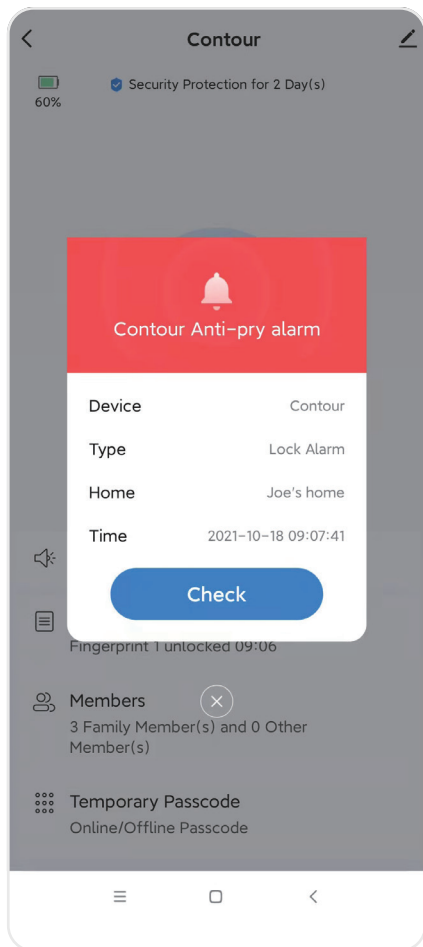 Contour
60%
Security Protection for 2 Day(s)
Contour Anti-pry alarm
Device Contour
Type Lock Alarm
Home Joe's home
Time 2021-10-18 09:07:41
Check
Fingerprint 1 unlocked 09:06
Members
3 Family Member(s) and 0 Other
Member(s)
Temporary Passcode
Online/Offline Passcode